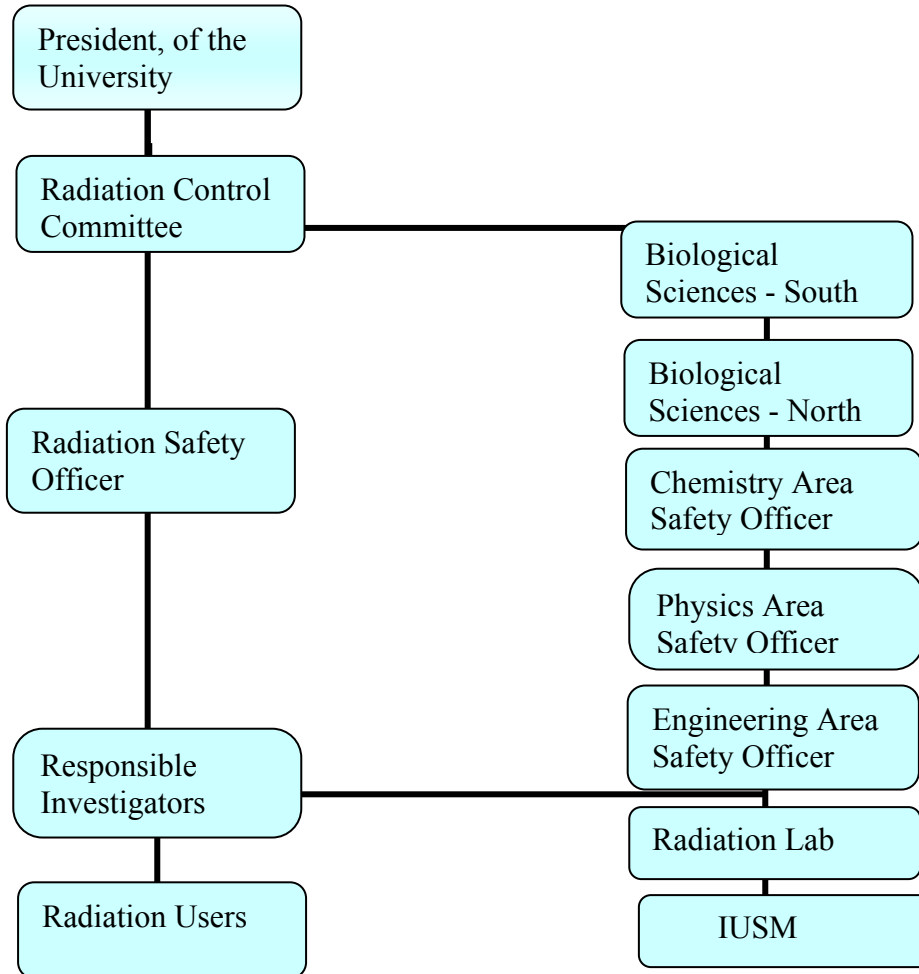 President, of the
University
Radiation Control
Committee
Biological
Sciences - South
Biological
Sciences - North
Radiation Safety
Officer
Chemistry Area
Safety Officer
Physics Area
Safety Officer
Engineering Area
Safety Officer
Responsible
Investigators
Radiation Lab
Radiation Users
IUSM